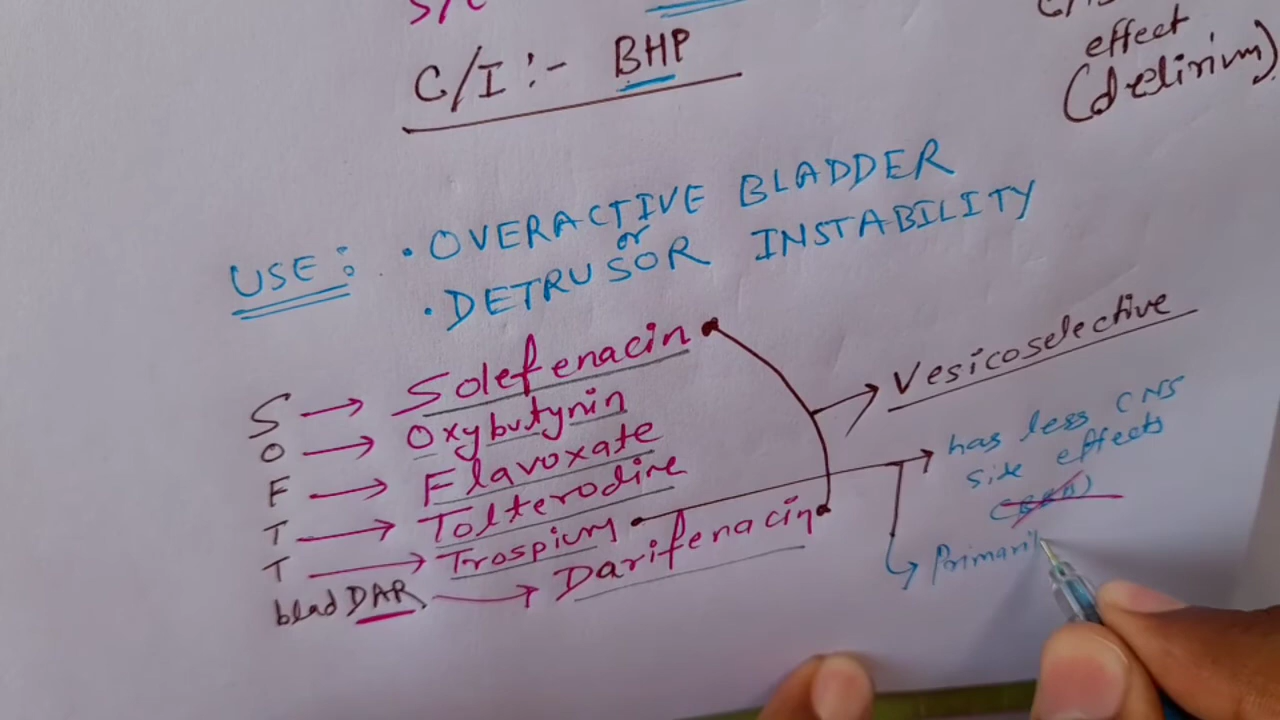 S/C
C/I :- BHP
effect
(delirium)
USE : • OVERACTIVE BLADDER
or
• DETRUSOR INSTABILITY
S → Solefenacin
O → Oxybutynin
F → Flavoxate
T → Tolterodine
T → Trospium
bladDAR → Darifenacin
→ Vesicoselective
→ has less CNS
side effects
→ Primaril